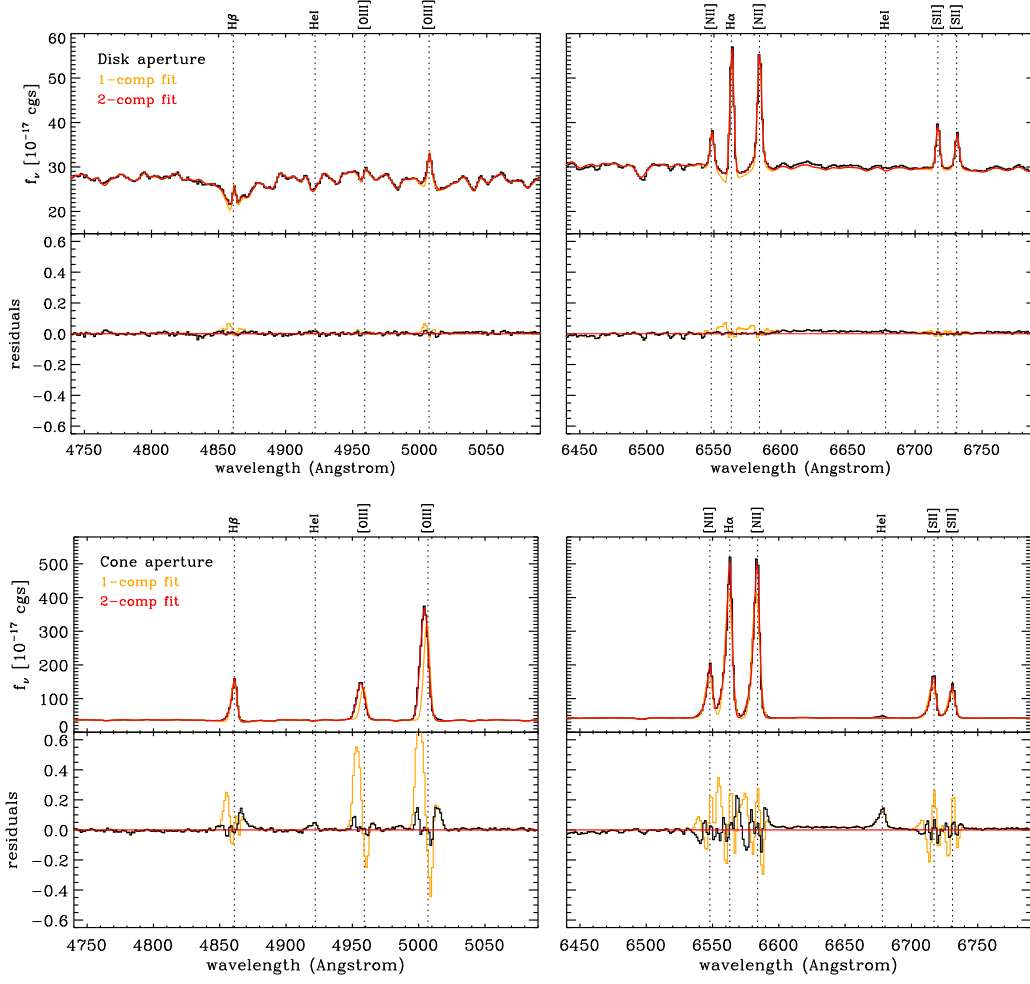 Hβ HeI [OIII] [OIII] [NII] Hα [NII] HeI [SII] [SII]
60 50 40 30 20
f_ν [10⁻¹⁷ cgs]
Disk aperture
1−comp fit
2−comp fit
0.6 0.4 0.2 0.0 −0.2 −0.4 −0.6
residuals
4750 4800 4850 4900 4950 5000 5050 6450 6500 6550 6600 6650 6700 6750
wavelength (Angstrom) wavelength (Angstrom)
Hβ HeI [OIII] [OIII] [NII] Hα [NII] HeI [SII] [SII]
500 400 300 200 100 0
f_ν [10⁻¹⁷ cgs]
Cone aperture
1−comp fit
2−comp fit
0.6 0.4 0.2 0.0 −0.2 −0.4 −0.6
residuals
4750 4800 4850 4900 4950 5000 5050 6450 6500 6550 6600 6650 6700 6750
wavelength (Angstrom) wavelength (Angstrom)